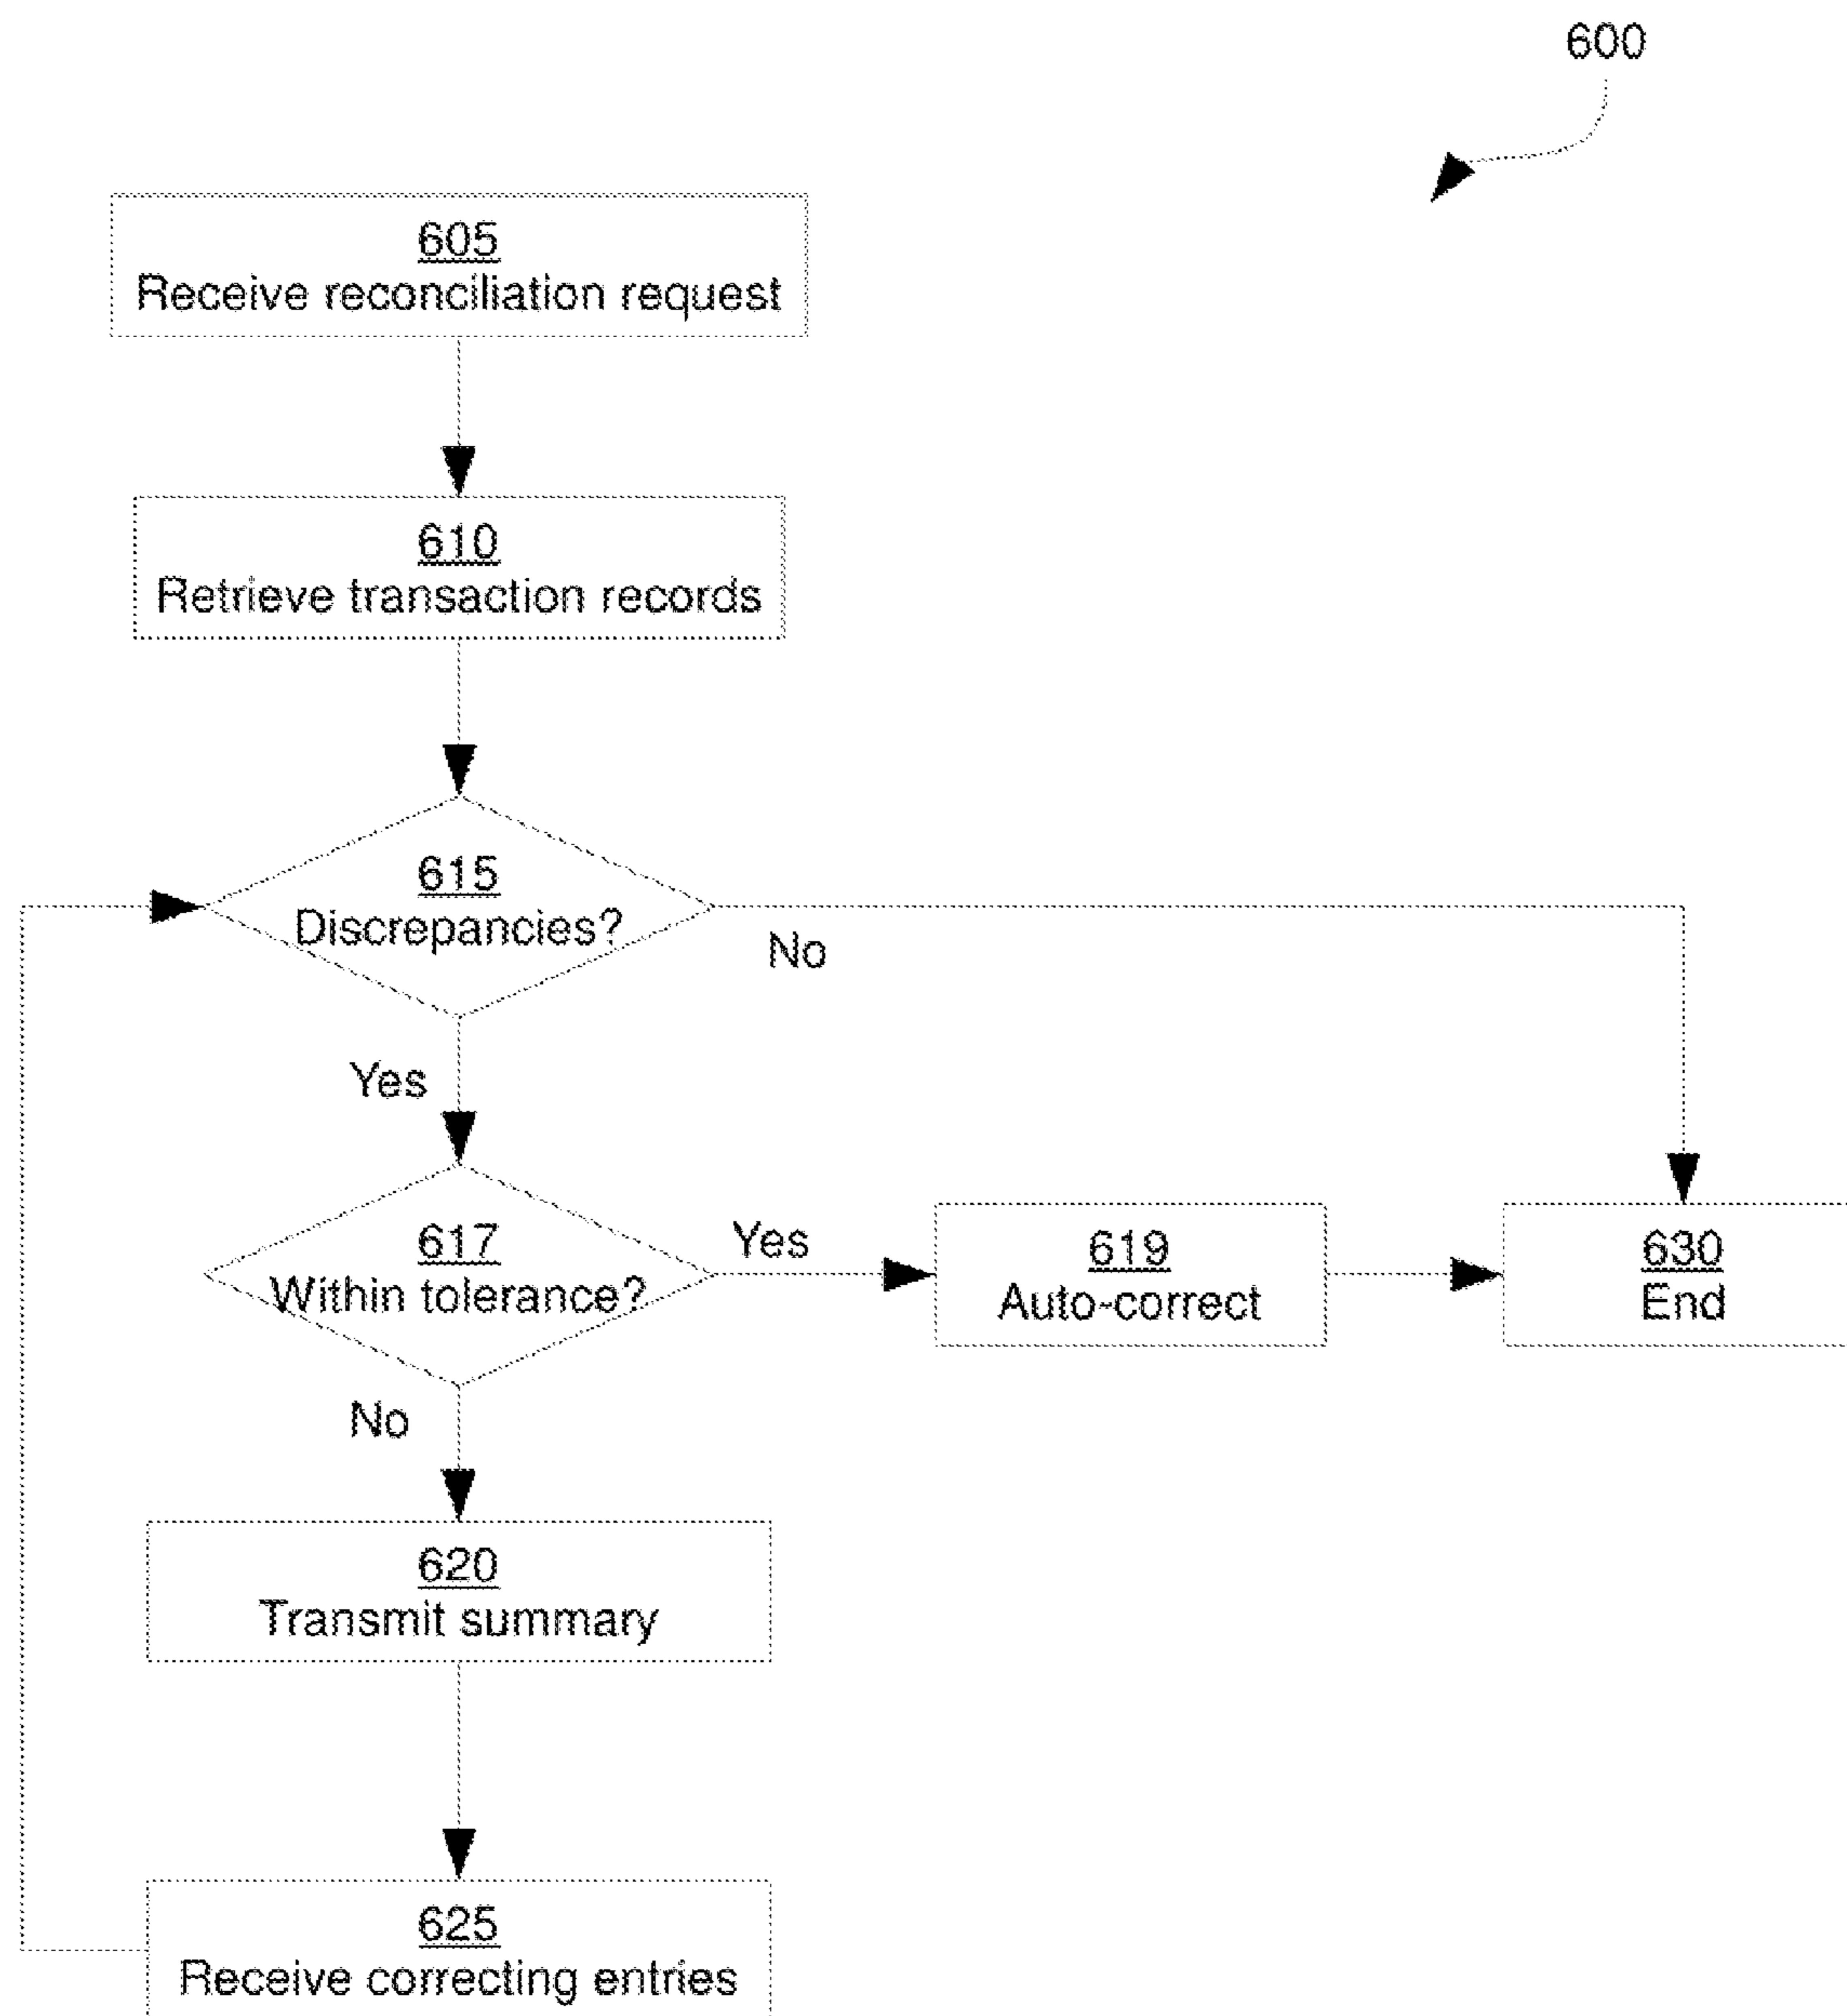 600
605
Receive reconciliation request
610
Retrieve transaction records
615
Discrepancies?
No
Yes
617
Within tolerance?
Yes
619
Auto-correct
630
End
No
620
Transmit summary
625
Receive correcting entries